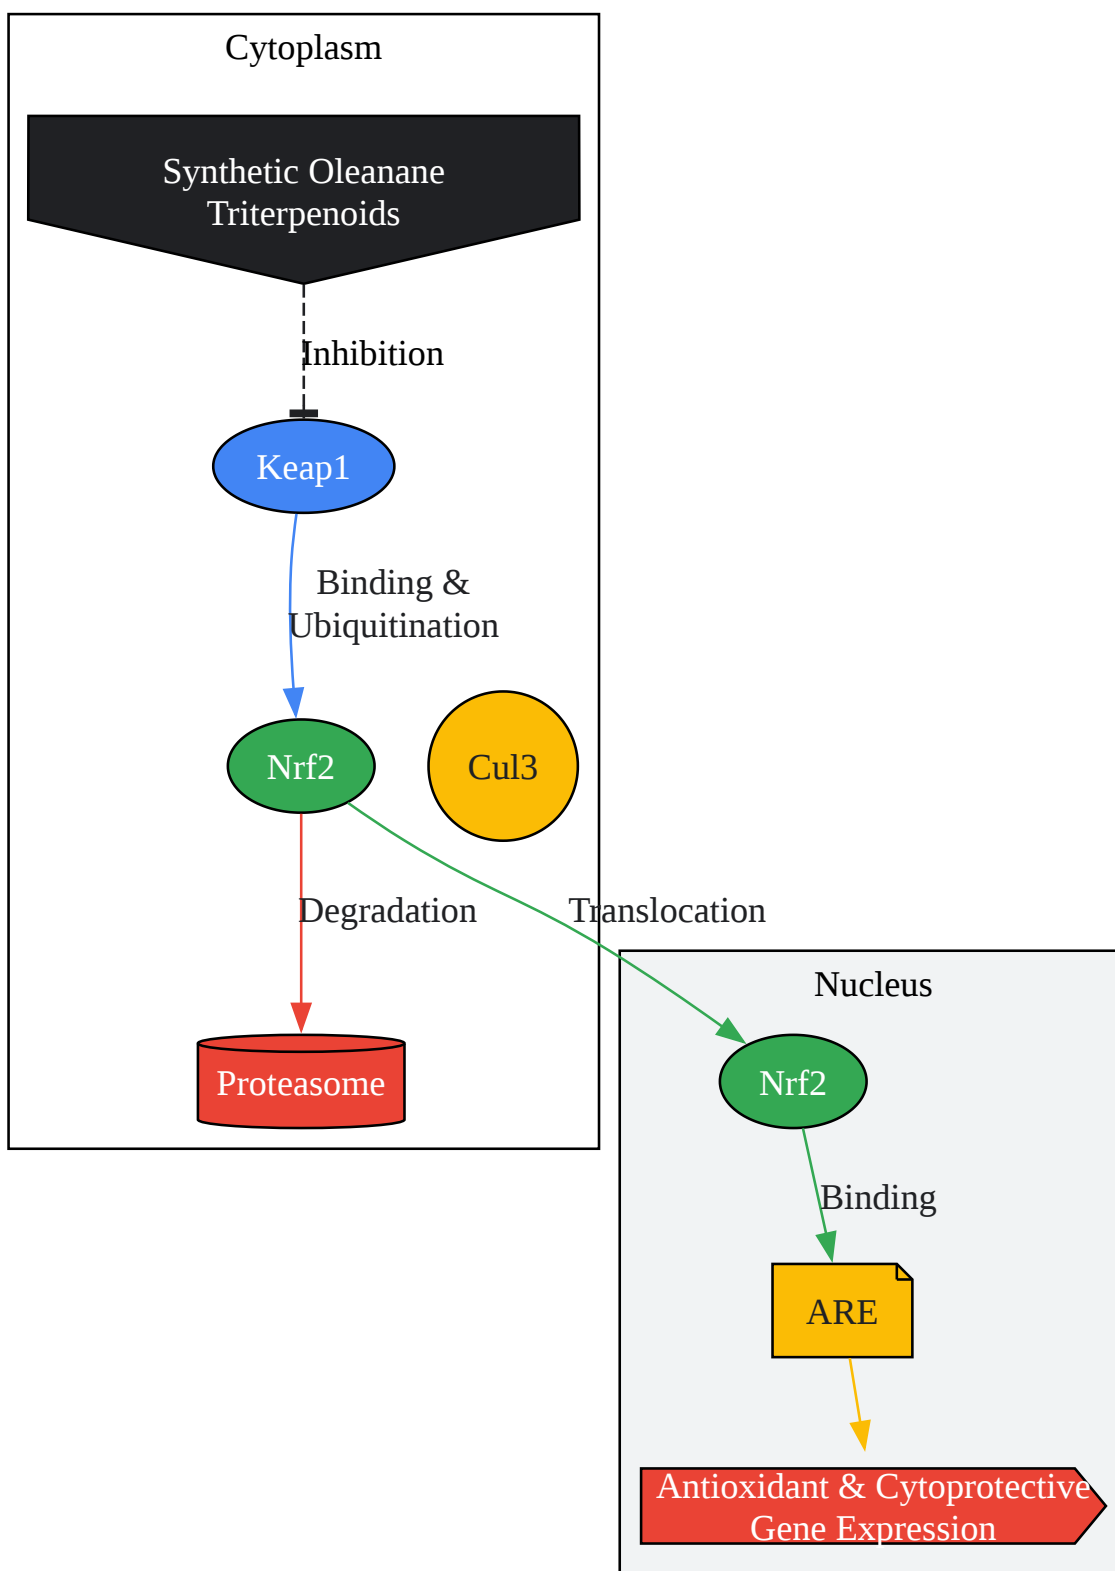 Cytoplasm
Synthetic Oleanane
Triterpenoids
Inhibition
Keap1
Binding &
Ubiquitination
Nrf2
Cul3
Degradation
Translocation
Proteasome
Nucleus
Nrf2
Binding
ARE
Antioxidant & Cytoprotective
Gene Expression